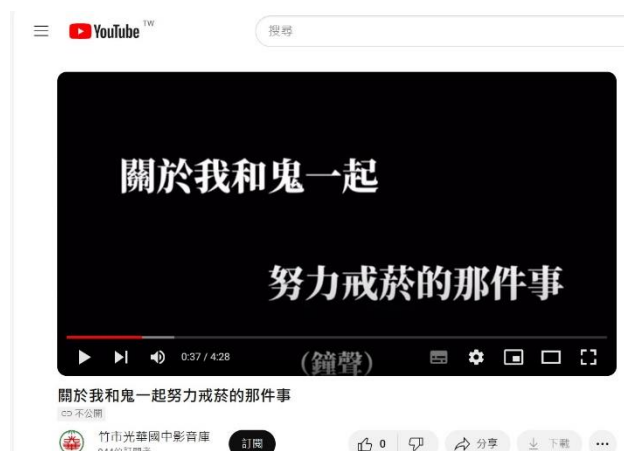 YouTube TW
搜尋
關於我和鬼一起
努力戒菸的那件事
(鐘聲)
0:37 / 4:28
關於我和鬼一起努力戒菸的那件事
不公開
竹市光華國中影音庫
訂閱
0
分享
下載